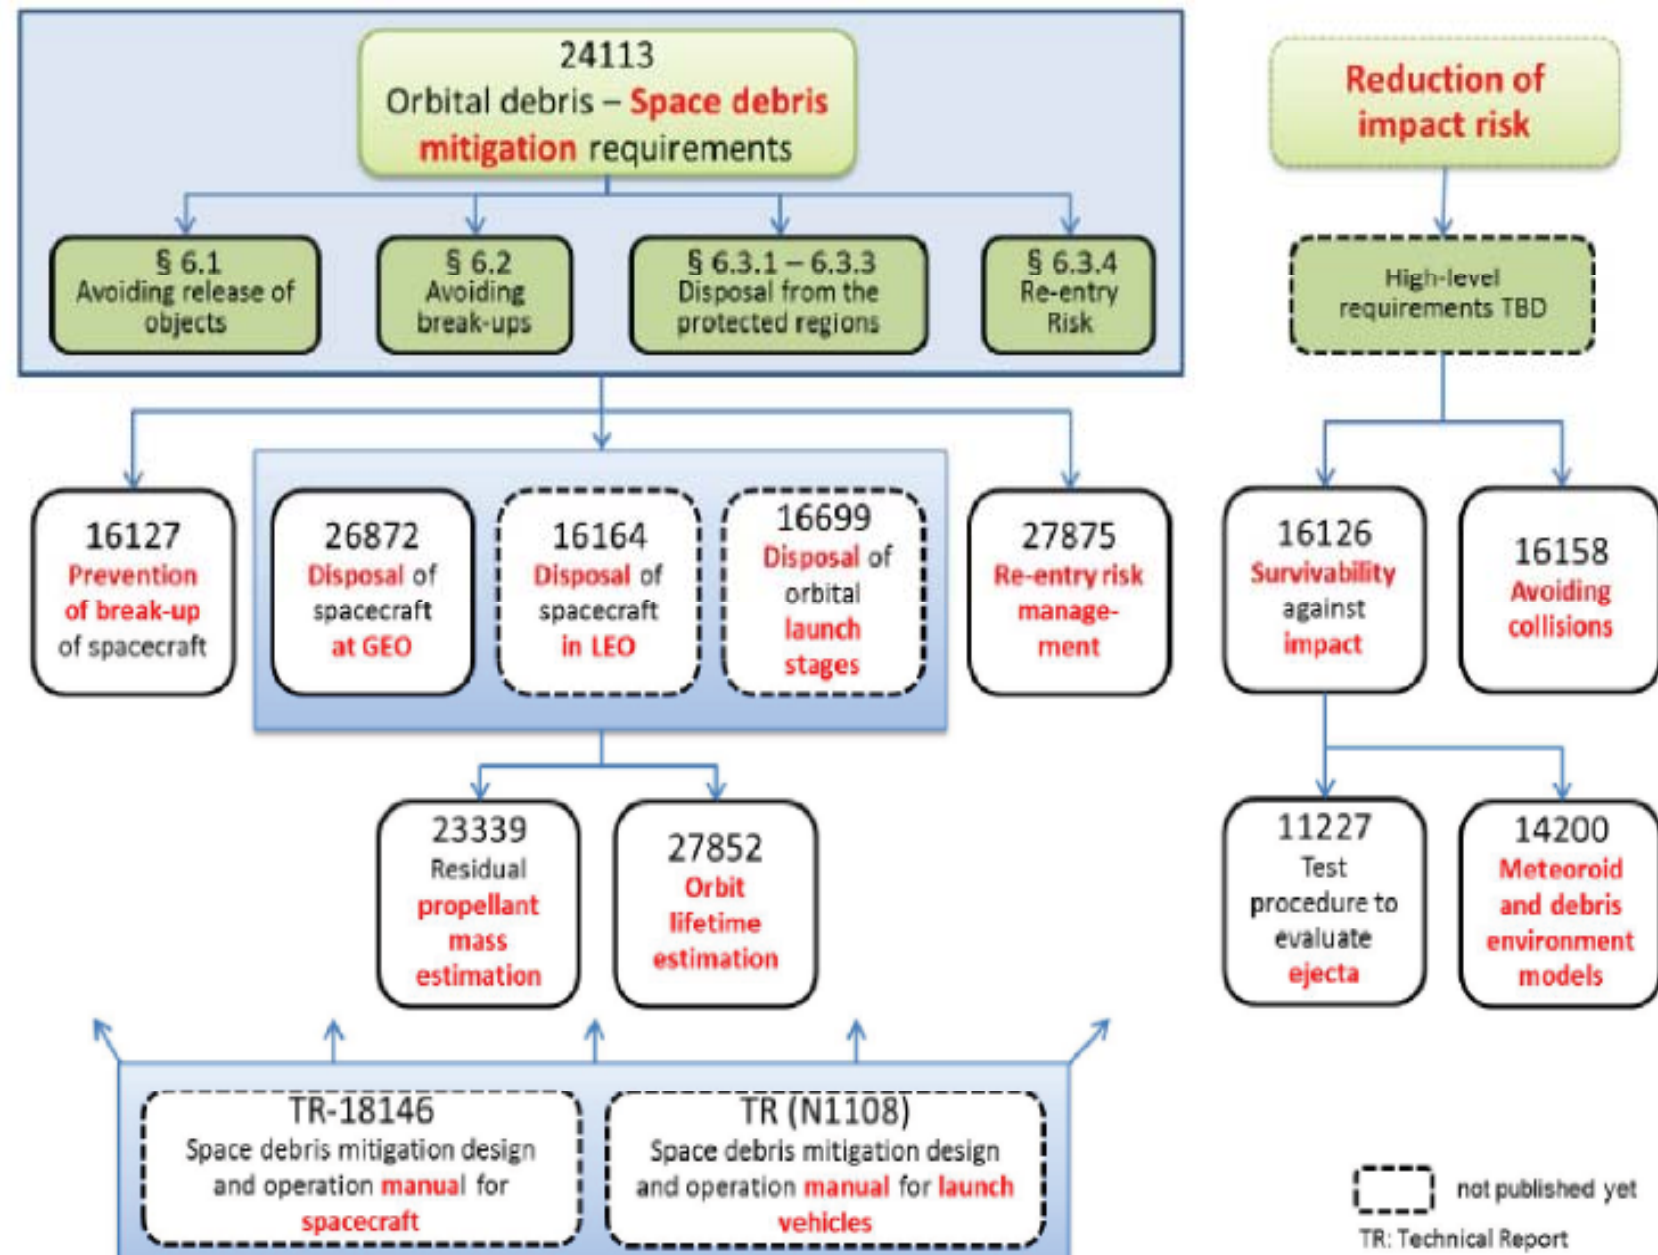 24113
Orbital debris – Space debris
mitigation requirements
Reduction of
impact risk
§ 6.1
Avoiding release of
objects
§ 6.2
Avoiding
break-ups
§ 6.3.1 – 6.3.3
Disposal from the
protected regions
§ 6.3.4
Re-entry
Risk
High-level
requirements TBD
16127
Prevention
of break-up
of spacecraft
26872
Disposal of
spacecraft
at GEO
16164
Disposal of
spacecraft
in LEO
16699
Disposal of
orbital
launch
stages
27875
Re-entry risk
manage-
ment
16126
Survivability
against
impact
16158
Avoiding
collisions
23339
Residual
propellant
mass
estimation
27852
Orbit
lifetime
estimation
11227
Test
procedure to
evaluate
ejecta
14200
Meteoroid
and debris
environment
models
TR-18146
Space debris mitigation design
and operation manual for
spacecraft
TR (N1108)
Space debris mitigation design
and operation manual for launch
vehicles
not published yet
TR: Technical Report